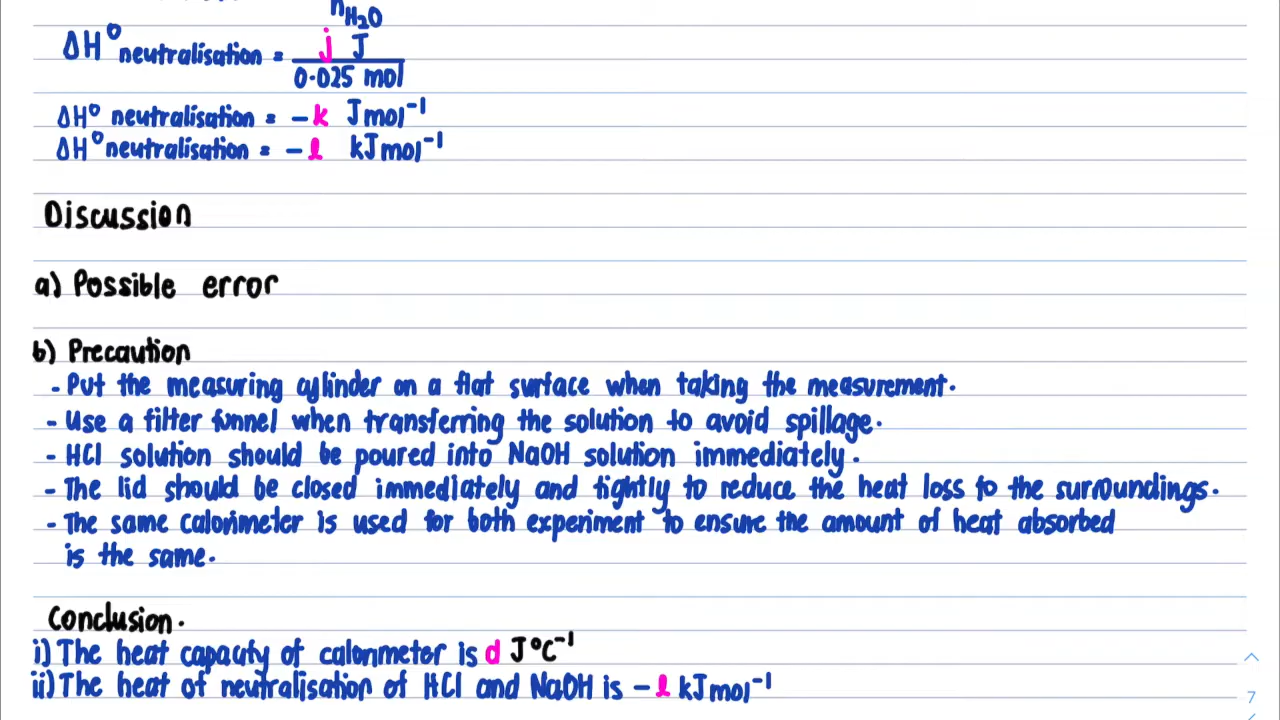 nH₂O
ΔH° neutralisation = j J
0.025 mol
ΔH° neutralisation = -k Jmol⁻¹
ΔH° neutralisation = -l kJmol⁻¹
Discussion
a) Possible error
b) Precaution
- Put the measuring cylinder on a flat surface when taking the measurement.
- Use a filter funnel when transferring the solution to avoid spillage.
- HCl solution should be poured into NaOH solution immediately.
- The lid should be closed immediately and tightly to reduce the heat loss to the surroundings.
- The same calorimeter is used for both experiment to ensure the amount of heat absorbed
is the same.
Conclusion.
i) The heat capacity of calorimeter is d J°C⁻¹
ii) The heat of neutralisation of HCl and NaOH is -l kJmol⁻¹
7